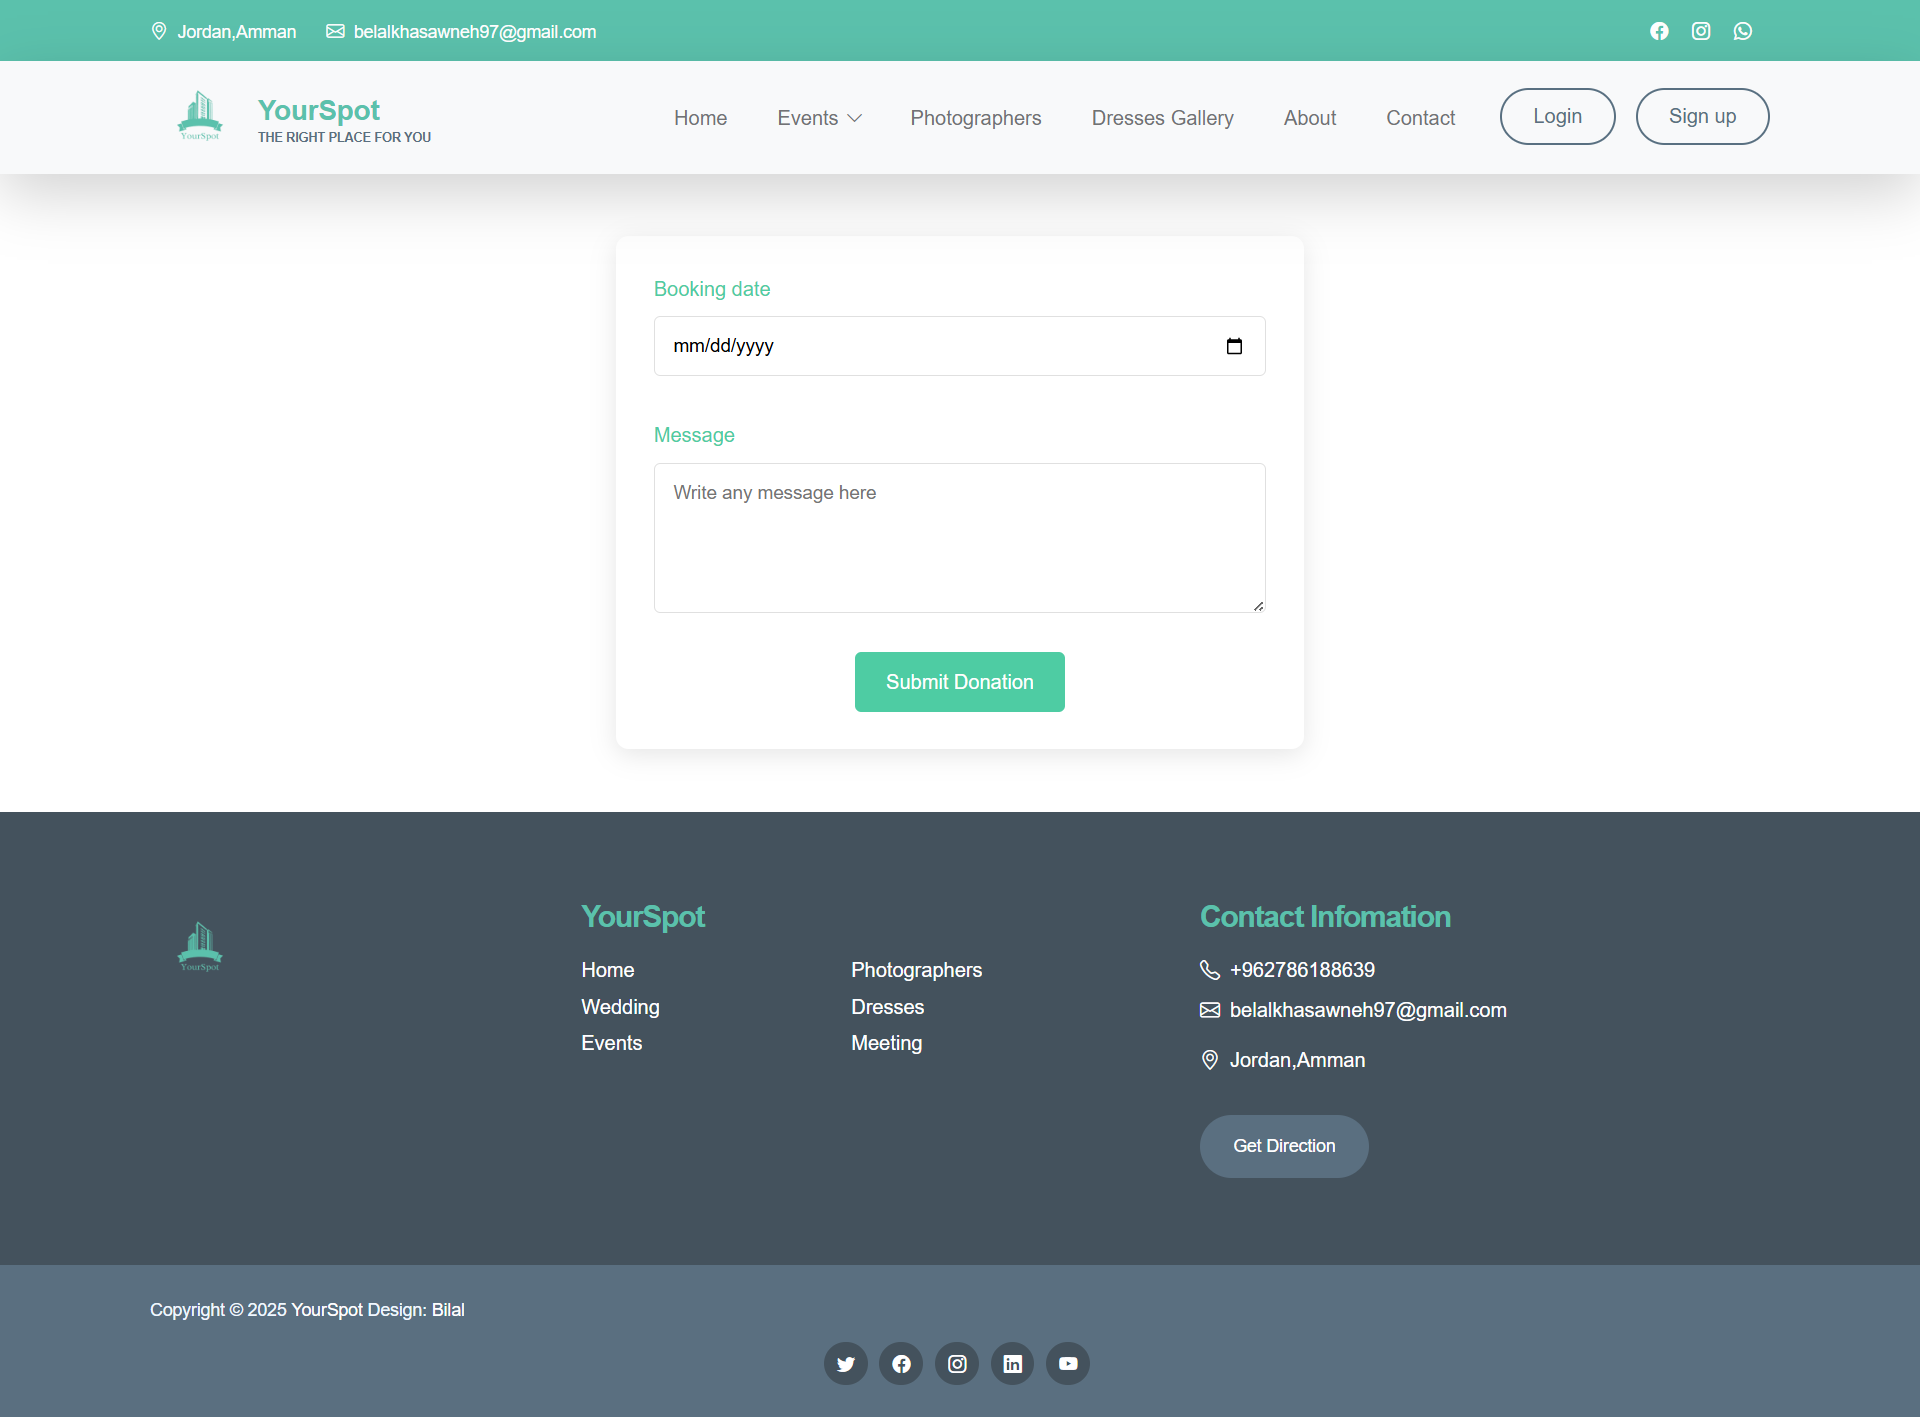 Jordan,Amman belalkhasawneh97@gmail.com
YourSpot
YourSpot
THE RIGHT PLACE FOR YOU
Home Events Photographers Dresses Gallery About Contact Login Sign up
Booking date
mm/dd/yyyy
Message
Write any message here
Submit Donation
YourSpot
YourSpot
Home
Wedding
Events
Photographers
Dresses
Meeting
Contact Infomation
+962786188639
belalkhasawneh97@gmail.com
Jordan,Amman
Get Direction
Copyright © 2025 YourSpot Design: Bilal